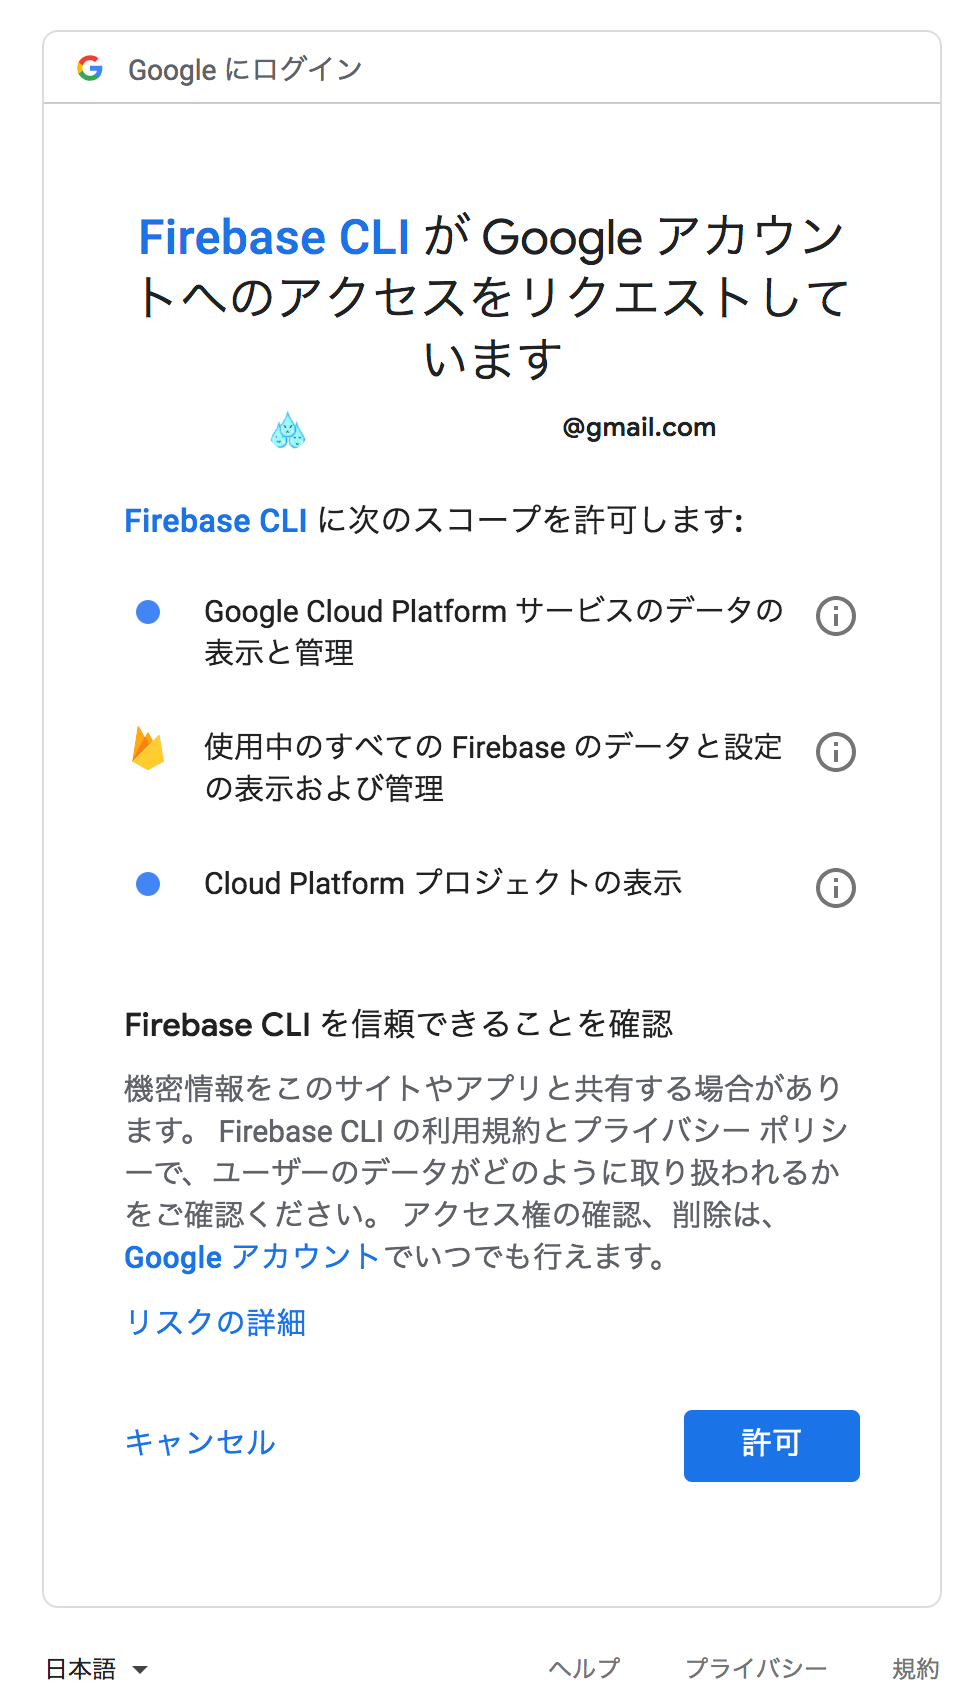 Google にログイン
Firebase CLI が Google アカウン
トへのアクセスをリクエストして
います
@gmail.com
Firebase CLI に次のスコープを許可します:
Google Cloud Platform サービスのデータの
表示と管理
使用中のすべての Firebase のデータと設定
の表示および管理
Cloud Platform プロジェクトの表示
Firebase CLI を信頼できることを確認
機密情報をこのサイトやアプリと共有する場合があり
ます。 Firebase CLI の利用規約とプライバシー ポリシ
ーで、ユーザーのデータがどのように取り扱われるか
をご確認ください。 アクセス権の確認、削除は、
Google アカウントでいつでも行えます。
リスクの詳細
キャンセル
許可
日本語
ヘルプ
プライバシー
規約